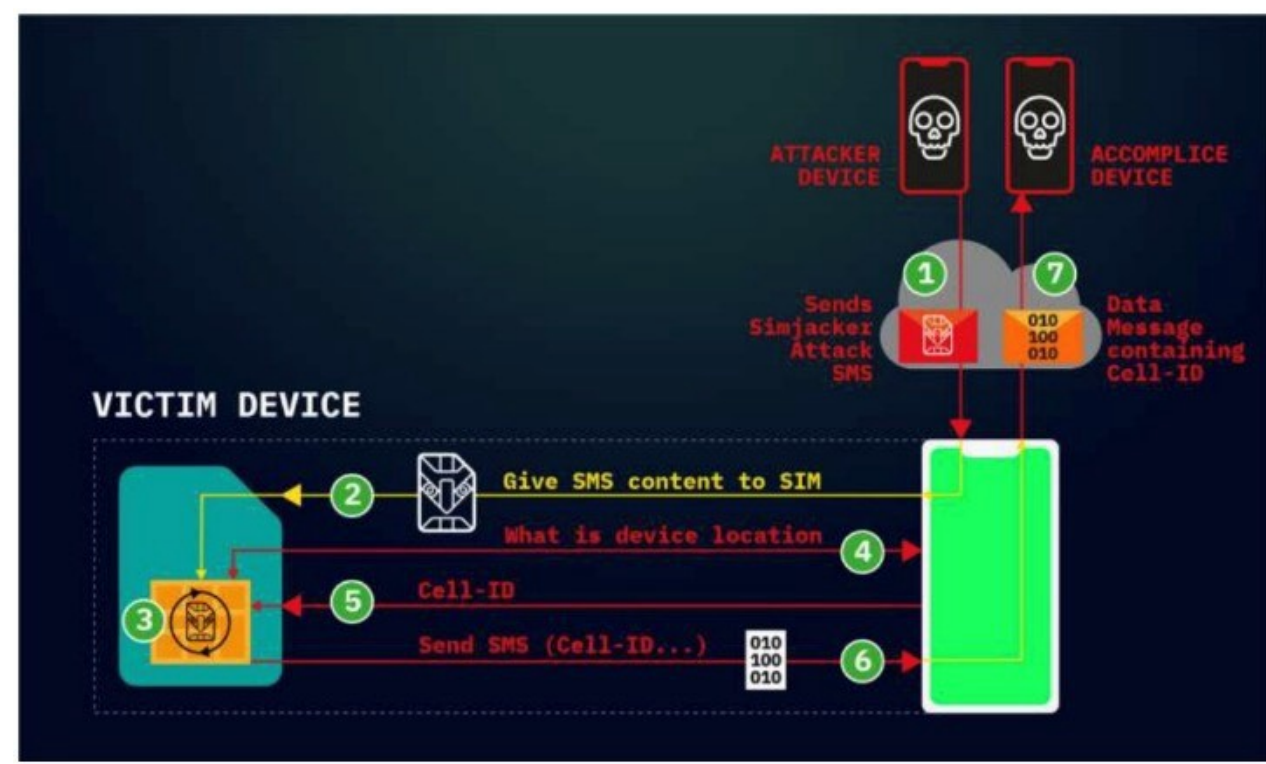 ATTACKER
DEVICE
ACCOMPLICE
DEVICE
1
7
Sends
Simjacker
Attack
SMS
010
100
010
Data
Message
containing
Cell-ID
VICTIM DEVICE
2
Give SMS content to SIM
What is device location
4
Cell-ID
5
3
Send SMS (Cell-ID...)
010
100
010
6